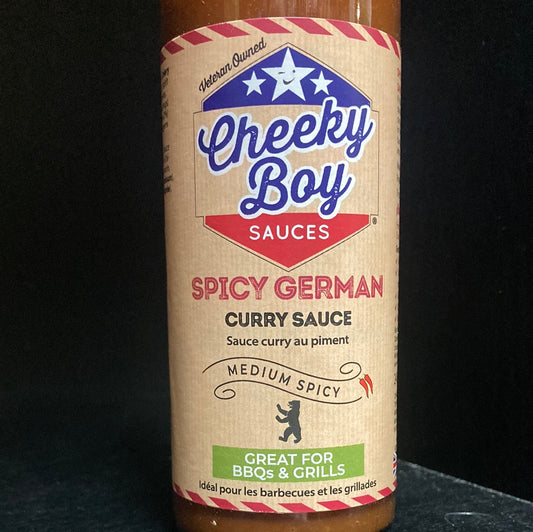 Veteran Owned
Cheeky
Boy
®
SAUCES
SPICY GERMAN
CURRY SAUCE
Sauce curry au piment
MEDIUM SPICY
GREAT FOR
BBQs & GRILLS
Idéal pour les barbecues et les grillades